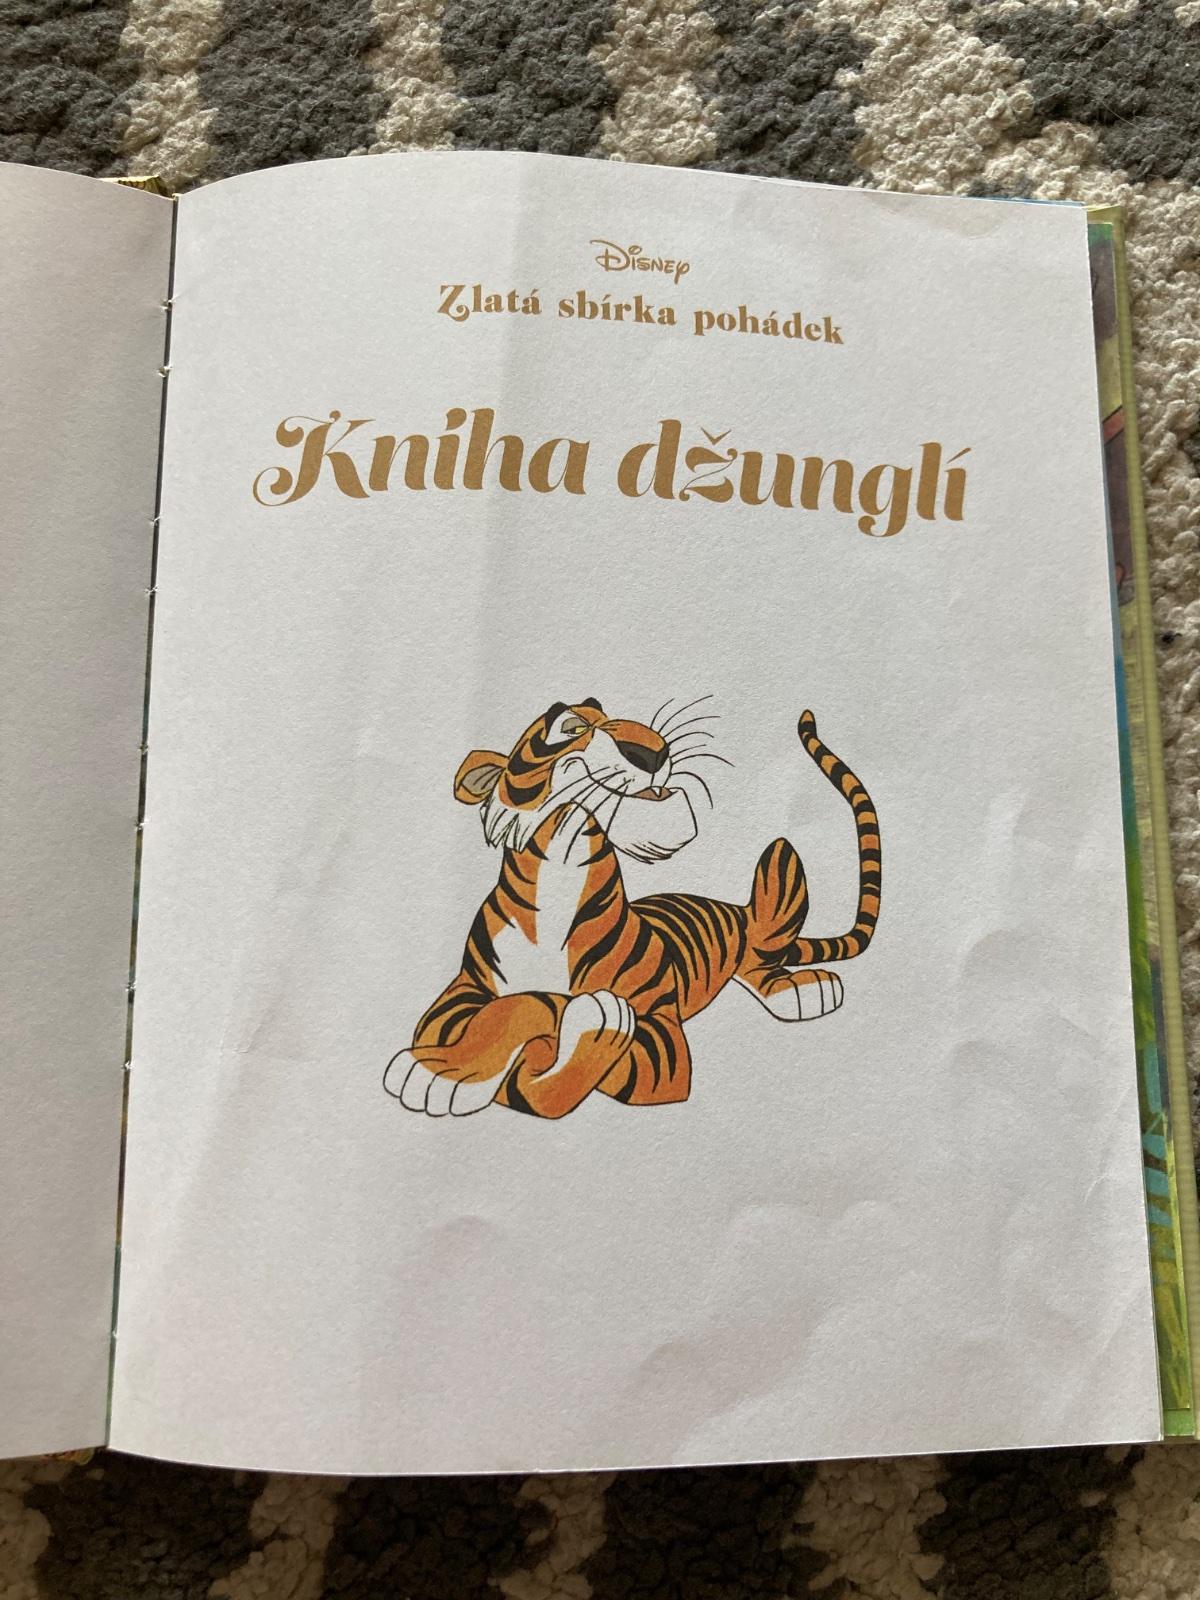 Disney
Zlatá sbírka pohádek
Kniha džunglí